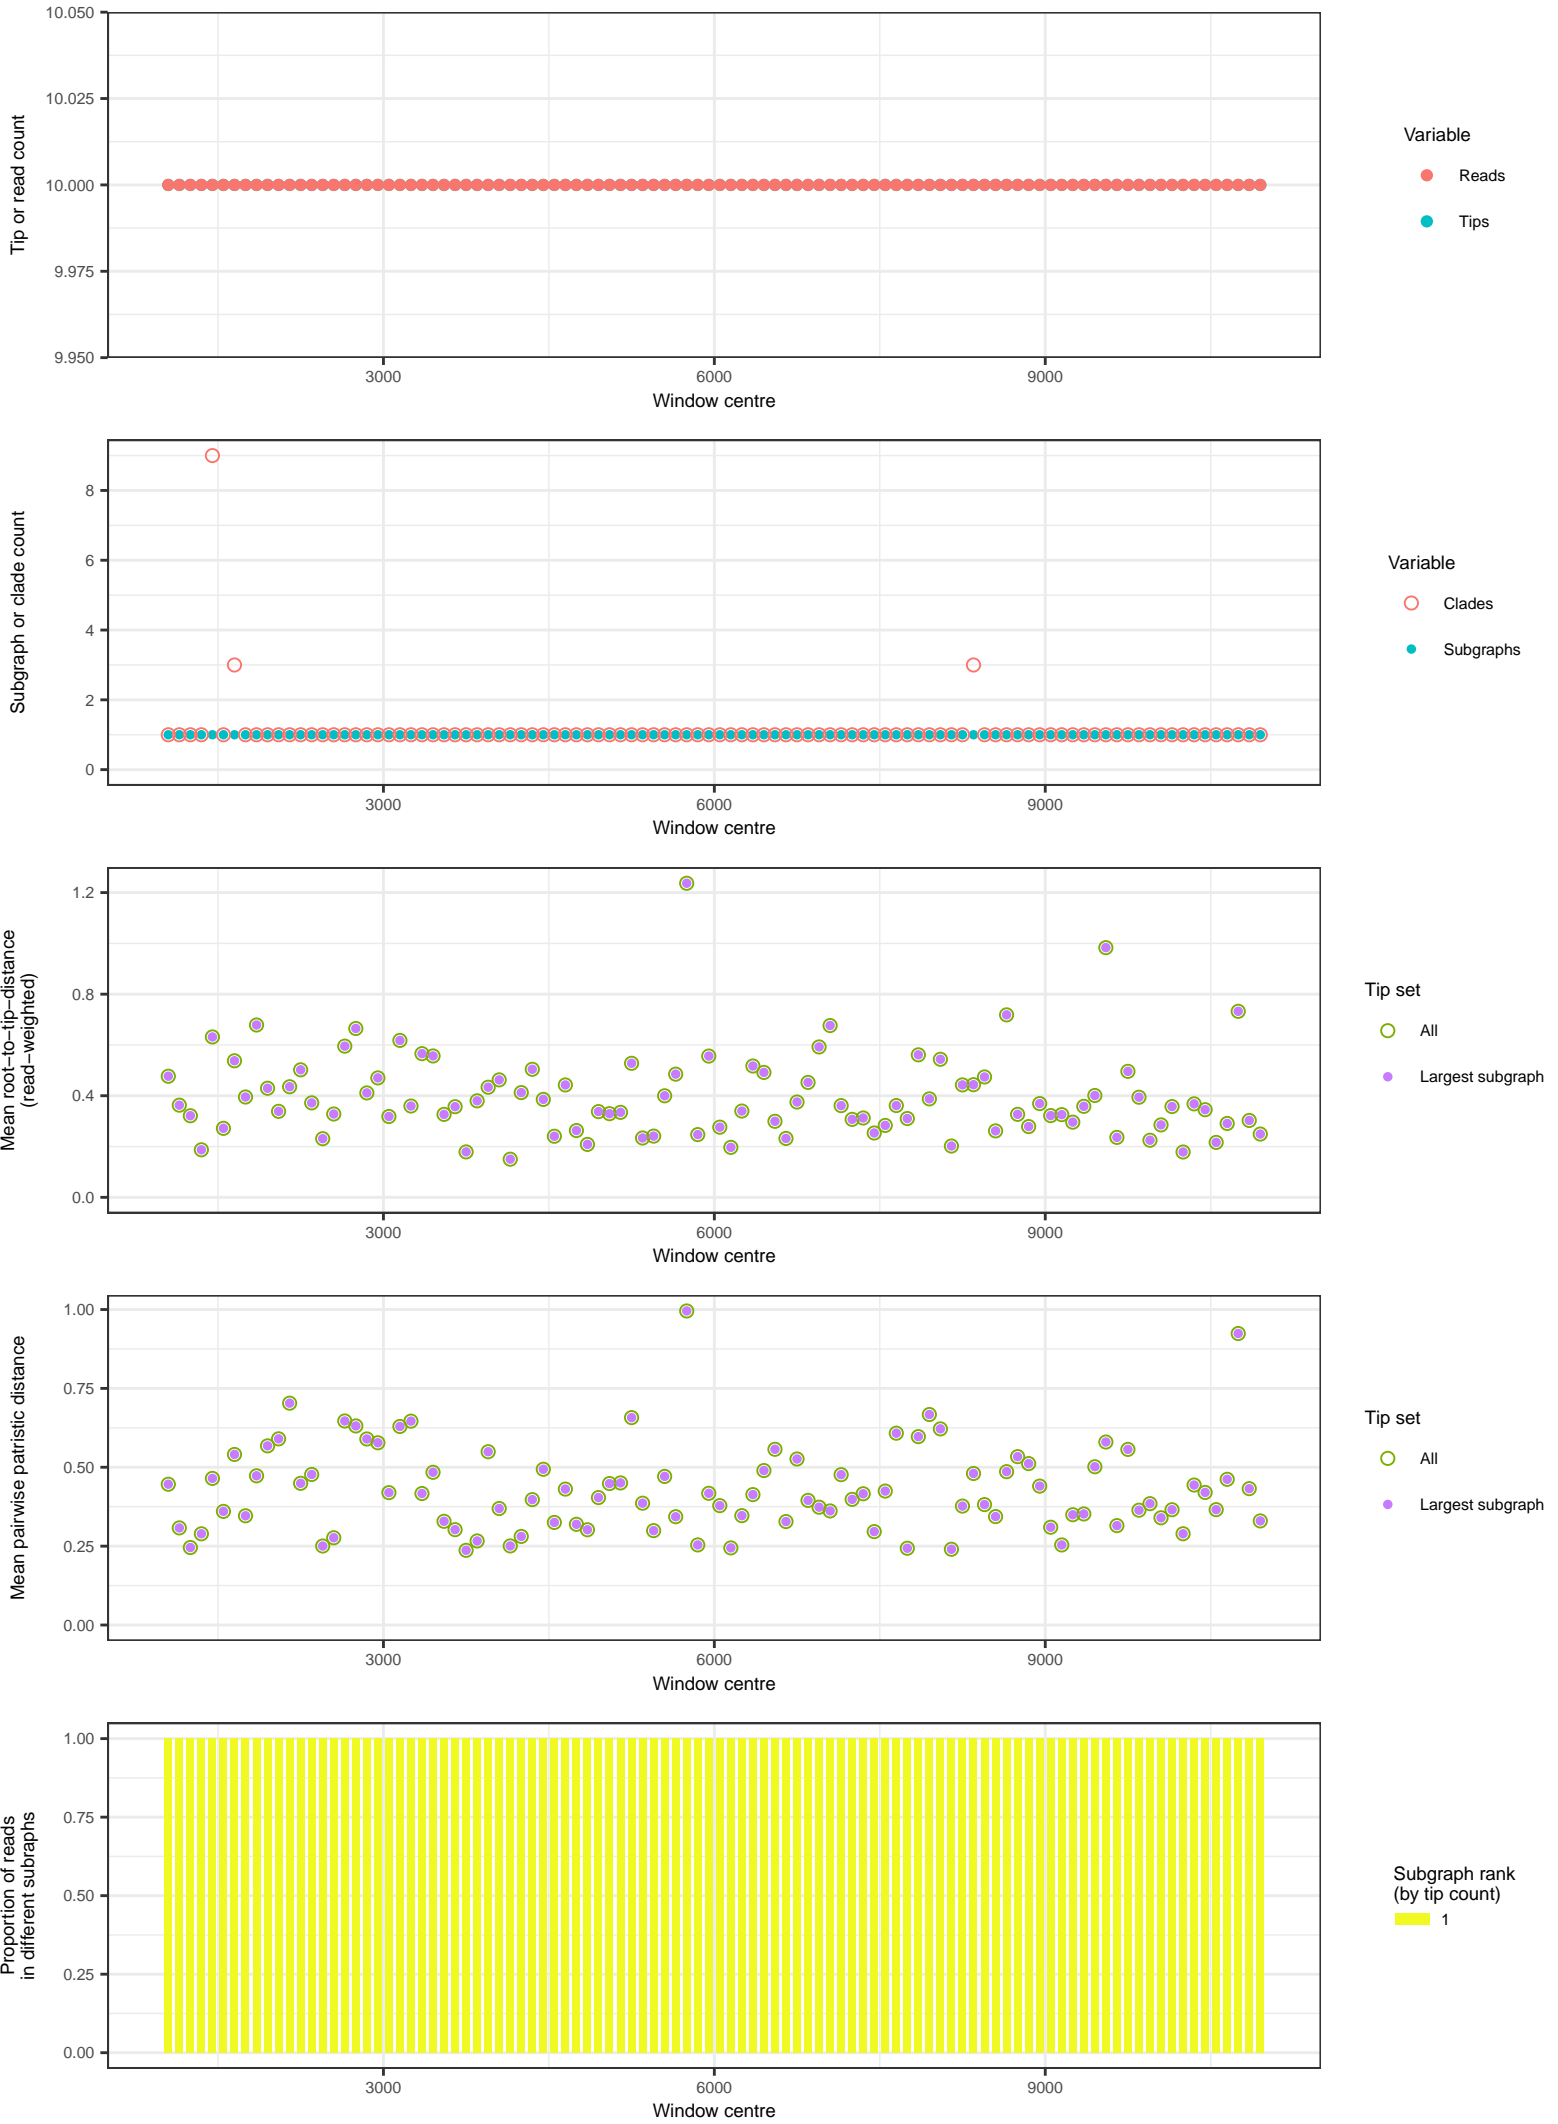 10.050
10.025
10.000
9.975
9.950
Tip or read count
3000 6000 9000
Window centre
Variable
Reads
Tips
8
6
4
2
0
Subgraph or clade count
3000 6000 9000
Window centre
Variable
Clades
Subgraphs
1.2
0.8
0.4
0.0
Mean root−to−tip−distance
(read−weighted)
3000 6000 9000
Window centre
Tip set
All
Largest subgraph
1.00
0.75
0.50
0.25
0.00
Mean pairwise patristic distance
3000 6000 9000
Window centre
Tip set
All
Largest subgraph
1.00
0.75
0.50
0.25
0.00
Proportion of reads
in different subraphs
3000 6000 9000
Window centre
Subgraph rank
(by tip count)
1